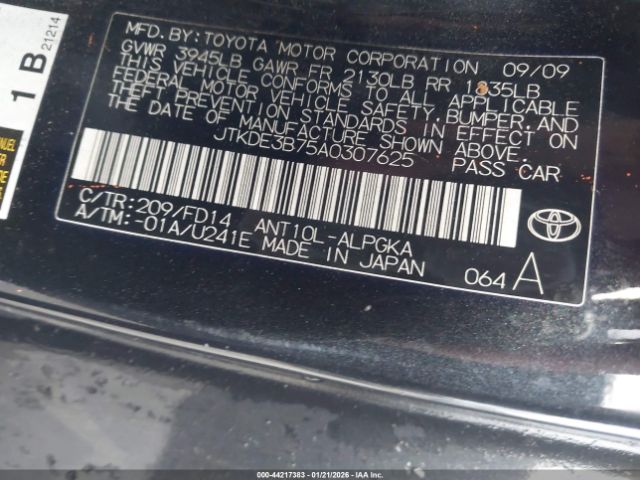 1 B
21214
MFD. BY: TOYOTA MOTOR CORPORATION 09/09
GVWR 3945LB GAWR FR 2130LB RR 1835LB
THIS VEHICLE CONFORMS TO ALL APPLICABLE
FEDERAL MOTOR VEHICLE SAFETY, BUMPER, AND
THEFT PREVENTION STANDARDS IN EFFECT ON
THE DATE OF MANUFACTURE SHOWN ABOVE.
JTKDE3B75A0307625 PASS CAR
C/TR: 209/FD14 ANT10L-ALPGKA
A/TM: -01A/U241E MADE IN JAPAN
064 A
TOYOTA
000-44217383 - 01/21/2026 - IAA, Inc.